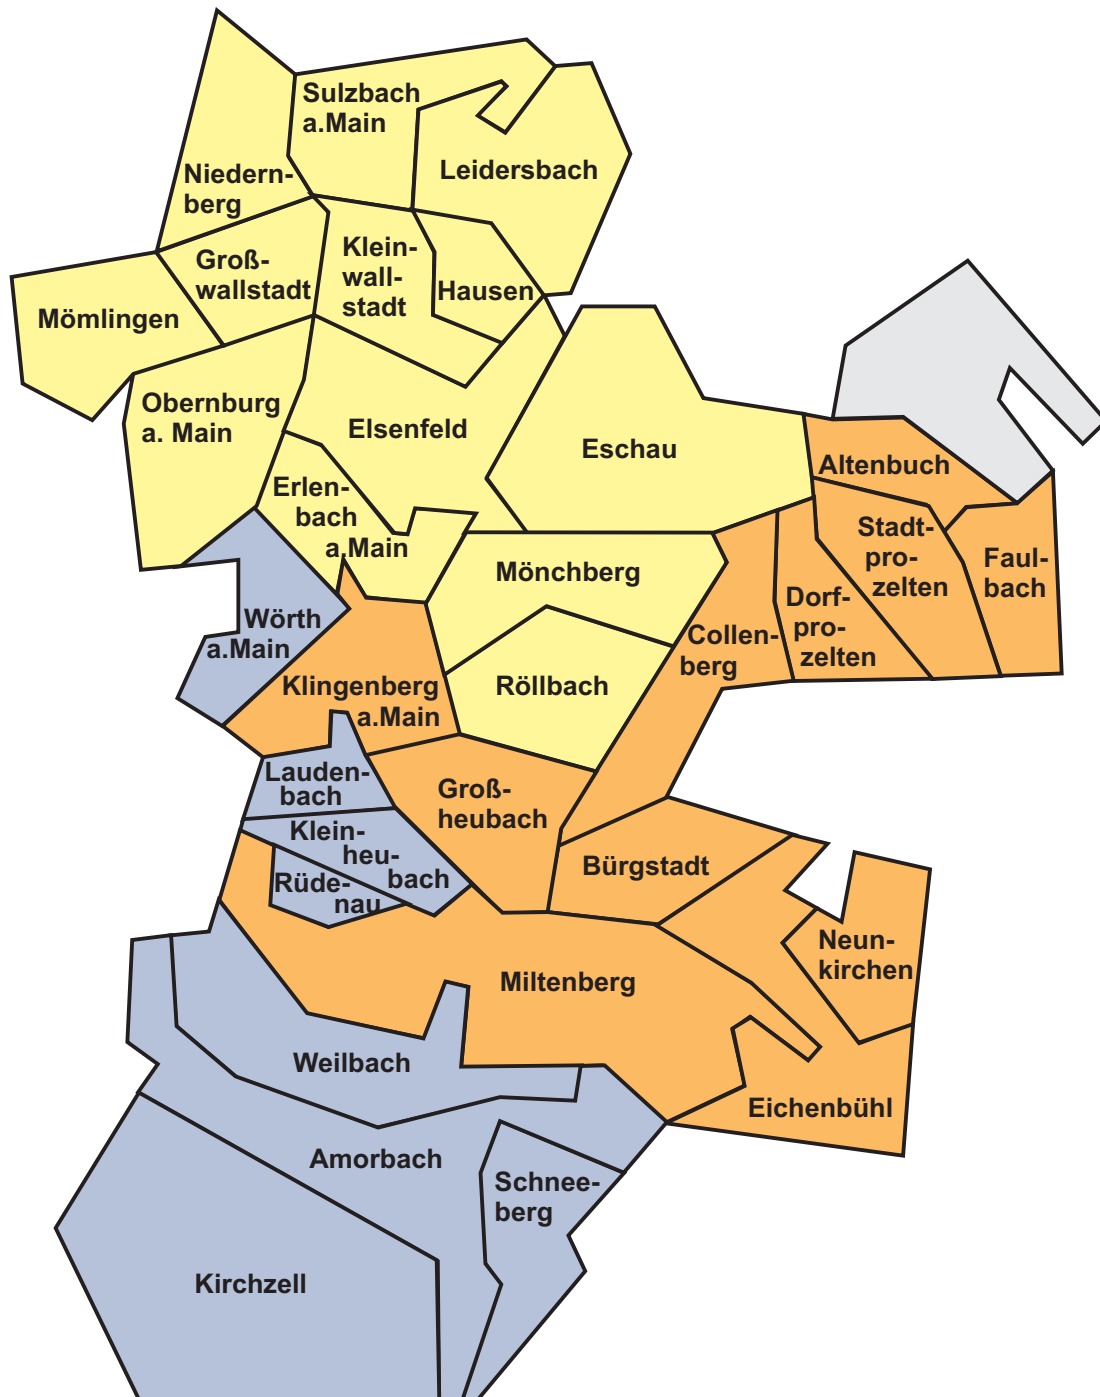 Sulzbach
a.Main
Leidersbach
Niedern-
berg
Groß-
wallstadt
Klein-
wall-
stadt
Hausen
Mömlingen
Obernburg
a. Main
Elsenfeld
Eschau
Altenbuch
Erlen-
bach
a.Main
Stadt-
pro-
zelten
Faul-
bach
Mönchberg
Dorf-
pro-
zelten
Wörth
a.Main
Collen-
berg
Klingenberg
a.Main
Röllbach
Lauden-
bach
Groß-
heubach
Klein-
heu-
bach
Rüde-
nau
Bürgstadt
Neun-
kirchen
Miltenberg
Weilbach
Eichenbühl
Amorbach
Schnee-
berg
Kirchzell